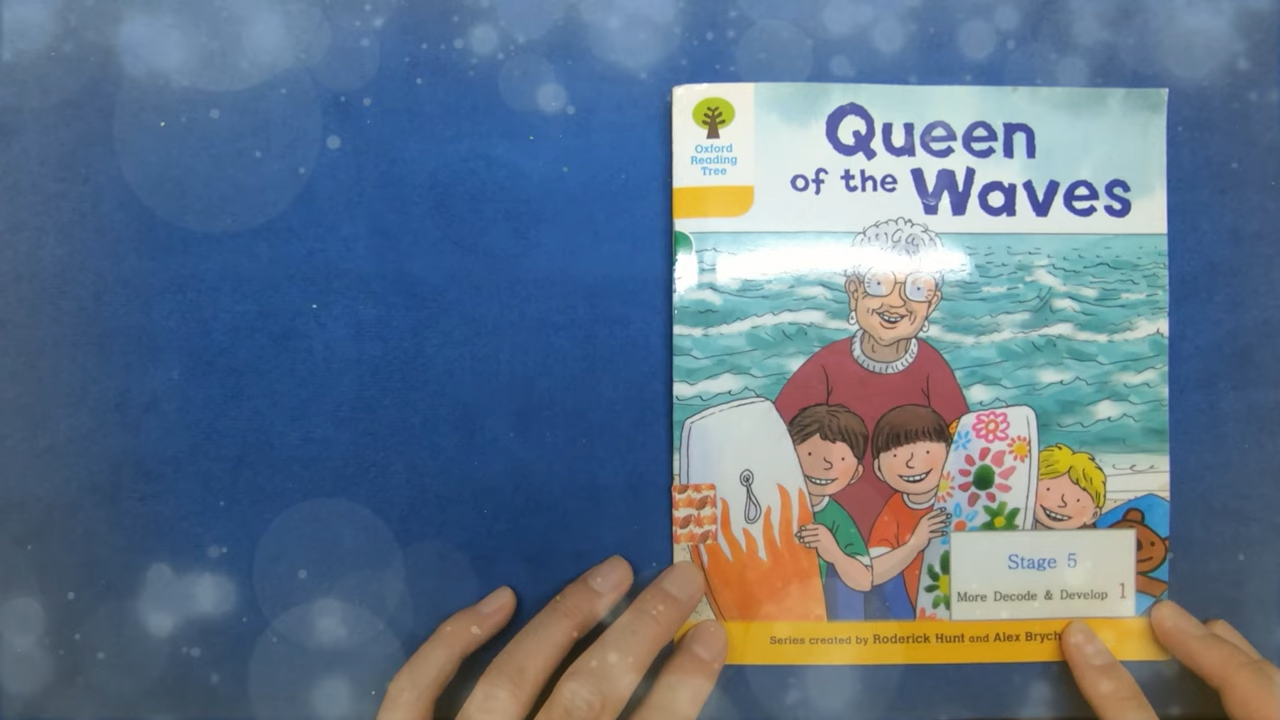 Oxford
Reading
Tree
Queen
of the Waves
Stage 5
More Decode & Develop 1
Series created by Roderick Hunt and Alex Brych